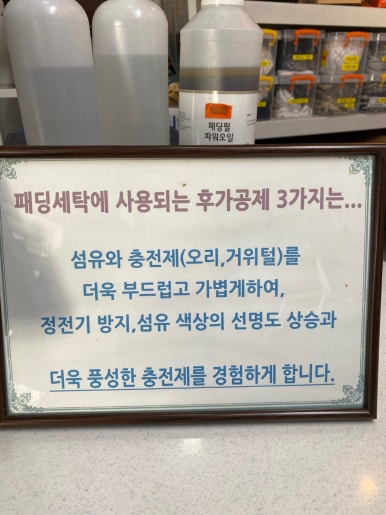 패딩필
파워오일
패딩세탁에 사용되는 후가공제 3가지는...
섬유와 충전제(오리,거위털)를
더욱 부드럽고 가볍게하여,
정전기 방지,섬유 색상의 선명도 상승과
더욱 풍성한 충전제를 경험하게 합니다.